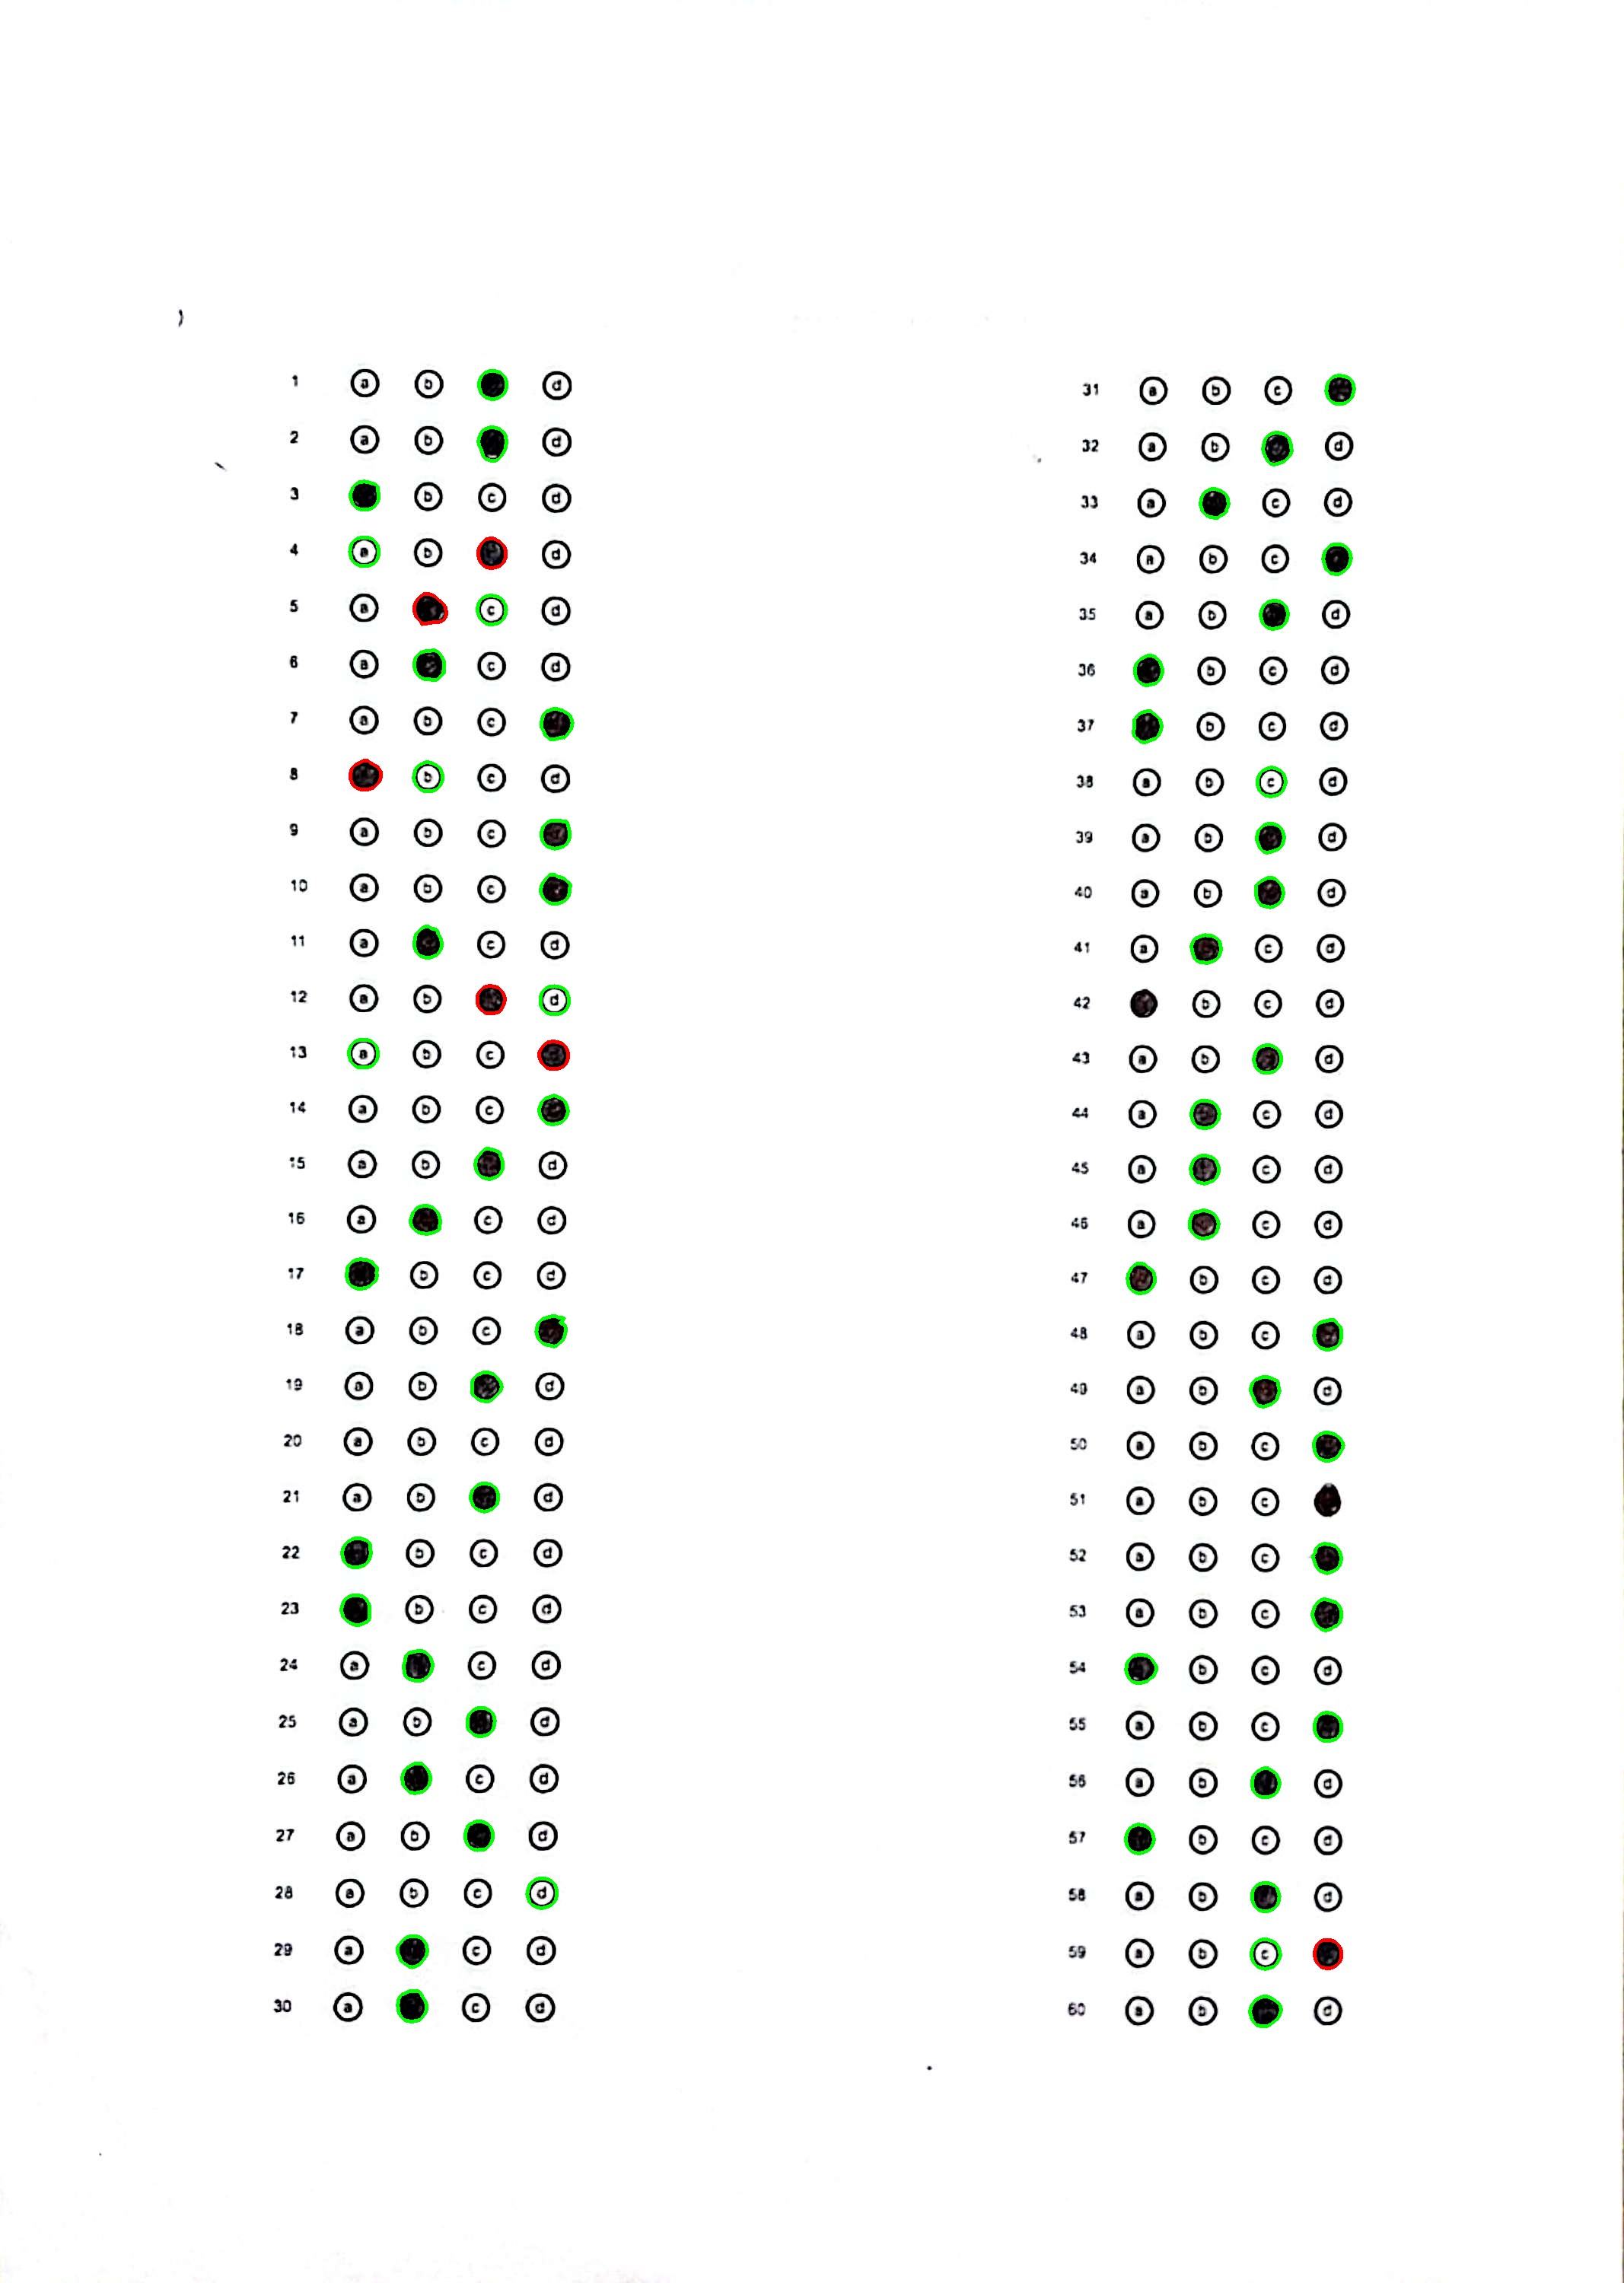 1 a b d
2 a b d
3 b c d
4 a b d
5 a c d
6 a c d
7 a b c
8 b c d
9 a b c
10 a b c
11 a c d
12 a b d
13 a b c
14 a b c
15 a b d
16 a c d
17 b c d
18 a b c
19 a b d
20 a b c d
21 a b d
22 b c d
23 b c d
24 a c d
25 a b d
26 a c d
27 a b d
28 a b c d
29 a c d
30 a c d
31 a b c
32 a b d
33 a c d
34 a b c
35 a b d
36 b c d
37 b c d
38 a b c d
39 a b d
40 a b d
41 a c d
42 b c d
43 a b d
44 a c d
45 a c d
46 a c d
47 b c d
48 a b c
49 a b d
50 a b c
51 a b c
52 a b c
53 a b c
54 b c d
55 a b c
56 a b d
57 b c d
58 a b d
59 a b c
60 a b d